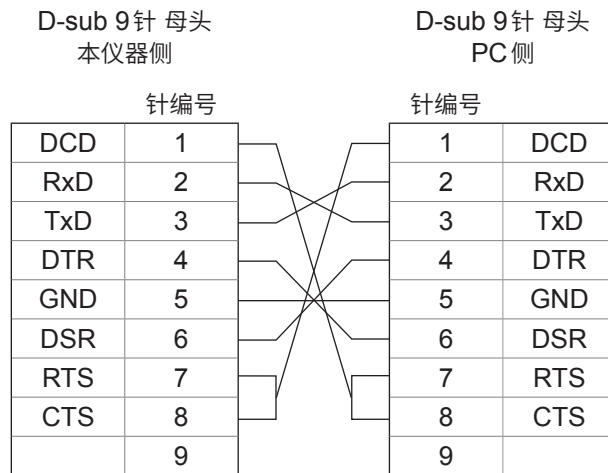 D-sub 9针 母头 D-sub 9针 母头
本仪器侧 PC侧
针编号 针编号
DCD 1 1 DCD
RxD 2 2 RxD
TxD 3 3 TxD
DTR 4 4 DTR
GND 5 5 GND
DSR 6 6 DSR
RTS 7 7 RTS
CTS 8 8 CTS
9 9